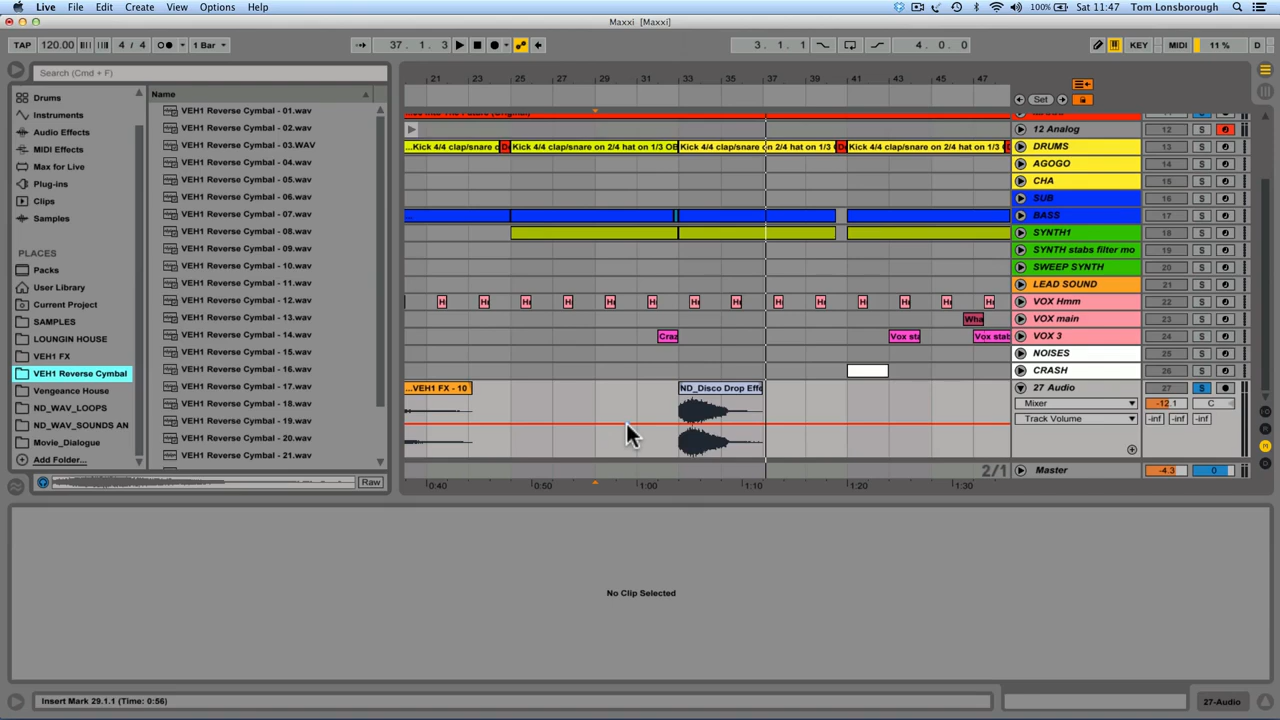 Live File Edit Create View Options Help 100% Sat 11:47 Tom Lonsborough
Maxxi [Maxxi]
TAP 120.00 4 / 4 1 Bar 37. 1. 3 3. 1. 1 4. 0. 0 KEY MIDI 11 % D
Search (Cmd + F)
21 23 25 27 29 31 33 35 37 39 41 43 45 47
Name
Drums
Instruments
Audio Effects
MIDI Effects
Max for Live
Plug-ins
Clips
Samples
PLACES
Packs
User Library
Current Project
SAMPLES
LOUNGIN HOUSE
VEH1 FX
VEH1 Reverse Cymbal
Vengeance House
ND_WAV_LOOPS
ND_WAV_SOUNDS AN
Movie_Dialogue
Add Folder...
VEH1 Reverse Cymbal - 01.wav
VEH1 Reverse Cymbal - 02.wav
VEH1 Reverse Cymbal - 03.WAV
VEH1 Reverse Cymbal - 04.wav
VEH1 Reverse Cymbal - 05.wav
VEH1 Reverse Cymbal - 06.wav
VEH1 Reverse Cymbal - 07.wav
VEH1 Reverse Cymbal - 08.wav
VEH1 Reverse Cymbal - 09.wav
VEH1 Reverse Cymbal - 10.wav
VEH1 Reverse Cymbal - 11.wav
VEH1 Reverse Cymbal - 12.wav
VEH1 Reverse Cymbal - 13.wav
VEH1 Reverse Cymbal - 14.wav
VEH1 Reverse Cymbal - 15.wav
VEH1 Reverse Cymbal - 16.wav
VEH1 Reverse Cymbal - 17.wav
VEH1 Reverse Cymbal - 18.wav
VEH1 Reverse Cymbal - 19.wav
VEH1 Reverse Cymbal - 20.wav
VEH1 Reverse Cymbal - 21.wav
Raw
Set
12 Analog 12
...Kick 4/4 clap/snare o Kick 4/4 clap/snare on 2/4 hat on 1/3 OB Kick 4/4 clap/snare on 2/4 hat on 1/3 Kick 4/4 clap/snare on 2/4 hat on 1/3 DRUMS 13
AGOGO 14
CHA 15
SUB 16
... BASS 17
SYNTH1 18
SYNTH stabs filter mo 19
SWEEP SYNTH 20
LEAD SOUND 21
VOX Hmm 22
Wha VOX main 23
Craz Vox sta Vox stab VOX 3 24
NOISES 25
CRASH 26
...VEH1 FX - 10 ND_Disco Drop Effe 27 Audio 27 S
Mixer -12.1 C
Track Volume -inf -inf -inf
2/1 Master -4.3 0
0:40 0:50 1:00 1:10 1:20 1:30
No Clip Selected
Insert Mark 29.1.1 (Time: 0:56) 27-Audio